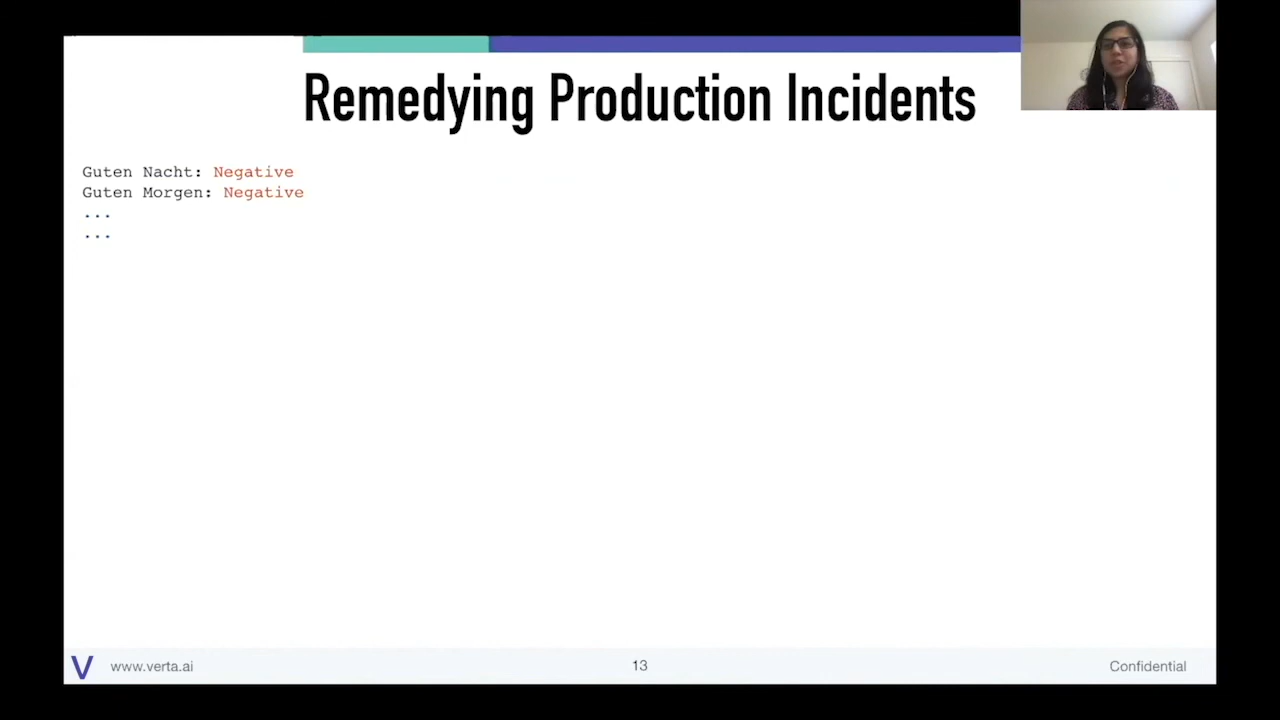 Remedying Production Incidents
Guten Nacht: Negative
Guten Morgen: Negative
...
...
V www.verta.ai 13 Confidential